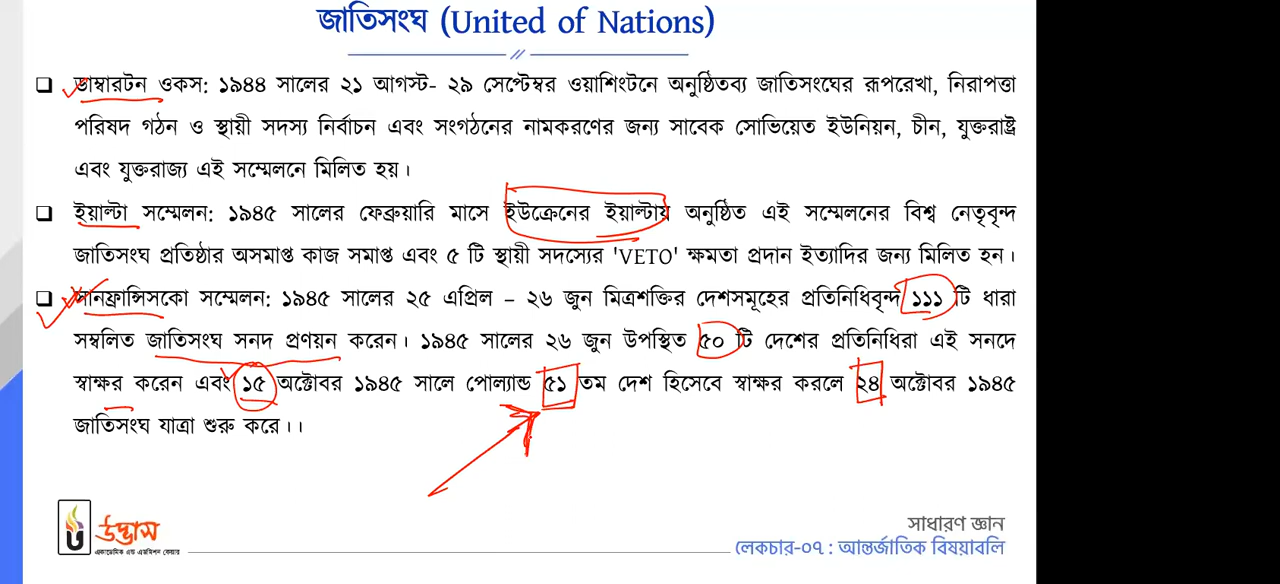 জাতিসংঘ (United of Nations)
❑ ডাম্বারটন ওকস: ১৯৪৪ সালের ২১ আগস্ট- ২৯ সেপ্টেম্বর ওয়াশিংটনে অনুষ্ঠিতব্য জাতিসংঘের রূপরেখা, নিরাপত্তা
পরিষদ গঠন ও স্থায়ী সদস্য নির্বাচন এবং সংগঠনের নামকরণের জন্য সাবেক সোভিয়েত ইউনিয়ন, চীন, যুক্তরাষ্ট্র
এবং যুক্তরাজ্য এই সম্মেলনে মিলিত হয়।
❑ ইয়াল্টা সম্মেলন: ১৯৪৫ সালের ফেব্রুয়ারি মাসে ইউক্রেনের ইয়াল্টায় অনুষ্ঠিত এই সম্মেলনের বিশ্ব নেতৃবৃন্দ
জাতিসংঘ প্রতিষ্ঠার অসমাপ্ত কাজ সমাপ্ত এবং ৫ টি স্থায়ী সদস্যের 'VETO' ক্ষমতা প্রদান ইত্যাদির জন্য মিলিত হন।
❑ সানফ্রান্সিসকো সম্মেলন: ১৯৪৫ সালের ২৫ এপ্রিল – ২৬ জুন মিত্রশক্তির দেশসমূহের প্রতিনিধিবৃন্দ ১১১ টি ধারা
সম্বলিত জাতিসংঘ সনদ প্রণয়ন করেন। ১৯৪৫ সালের ২৬ জুন উপস্থিত ৫০ টি দেশের প্রতিনিধিরা এই সনদে
স্বাক্ষর করেন এবং ১৫ অক্টোবর ১৯৪৫ সালে পোল্যান্ড ৫১ তম দেশ হিসেবে স্বাক্ষর করলে ২৪ অক্টোবর ১৯৪৫
জাতিসংঘ যাত্রা শুরু করে।।
উদ্ভাস
একাডেমিক এন্ড এডমিশন কেয়ার
সাধারণ জ্ঞান
লেকচার-০৭ : আন্তর্জাতিক বিষয়াবলি